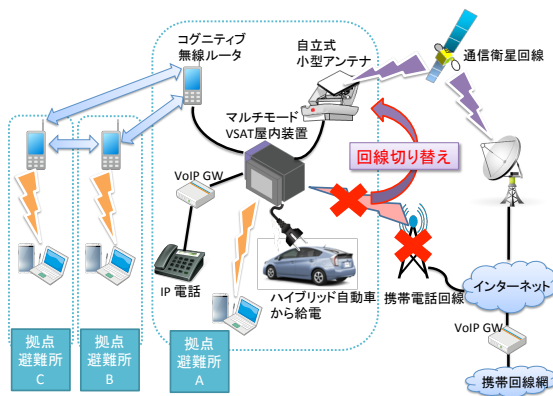 コグニティブ
無線ルータ
自立式
小型アンテナ
通信衛星回線
マルチモード
VSAT屋内装置
回線切り替え
VoIP GW
IP 電話
ハイブリッド自動車
から給電
携帯電話回線
インターネット
VoIP GW
携帯回線網
拠点
避難所
C
拠点
避難所
B
拠点
避難所
A